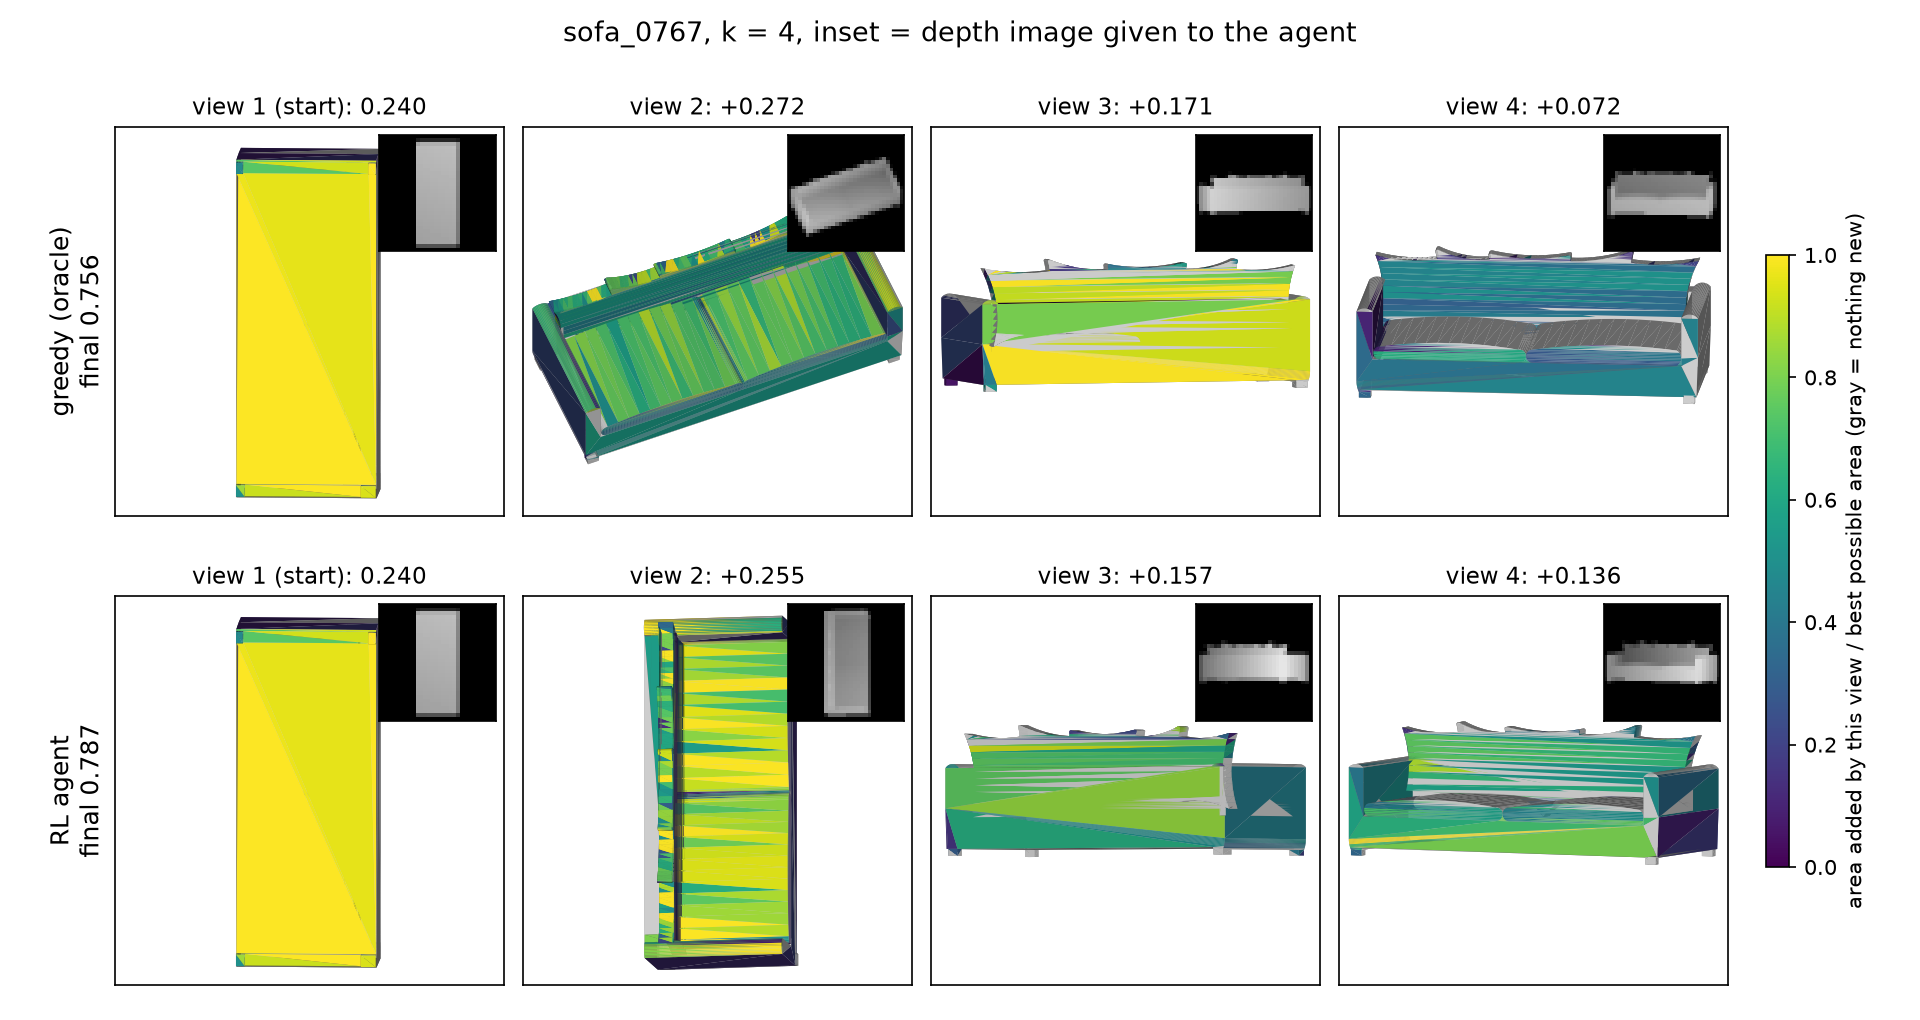 sofa_0767, k = 4, inset = depth image given to the agent
greedy (oracle)
final 0.756
view 1 (start): 0.240
view 2: +0.272
view 3: +0.171
view 4: +0.072
RL agent
final 0.787
view 1 (start): 0.240
view 2: +0.255
view 3: +0.157
view 4: +0.136
1.0
0.8
0.6
0.4
0.2
0.0
area added by this view / best possible area (gray = nothing new)